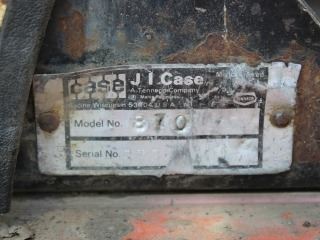 case J I Case
A Tenneco Company
Racine Wisconsin 53404 U S A
Model No. 870
Serial No.